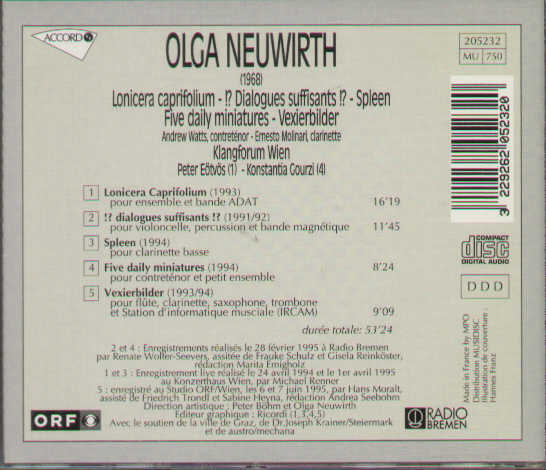 ACCORD
OLGA NEUWIRTH
(1968)
Lonicera caprifolium - !? Dialogues suffisants !? - Spleen
Five daily miniatures - Vexierbilder
Andrew Watts, contreténor - Ernesto Molinari, clarinette
Klangforum Wien
Peter Eötvös (1) - Konstantia Gourzi (4)
205232
MU 750
3 229262 052320
1 Lonicera Caprifolium (1993)
pour ensemble et bande ADAT 16'19
2 !? dialogues suffisants !? (1991/92)
pour violoncelle, percussion et bande magnétique 11'45
3 Spleen (1994)
pour clarinette basse
4 Five daily miniatures (1994) 8'24
pour contreténor et petit ensemble
5 Vexierbilder (1993/94)
pour flûte, clarinette, saxophone, trombone
et Station d'informatique musciale (IRCAM) 9'09
durée totale: 53'24
COMPACT
disc
DIGITAL AUDIO
D D D
Made in France by MPO
Distribution MUSIDISC
Illustration de couverture :
Hannes Franz
2 et 4 : Enregistrements réalisés le 28 février 1995 à Radio Bremen
par Renate Wolter-Seevers, assitée de Frauke Schulz et Gisela Reinköster,
rédaction Marita Emigholz
1 et 3 : Enregistrement live réalisé le 24 avril 1994 et le 1er avril 1995
au Konzerthaus Wien, par Michael Renner
5 : enregistré au Studio ORF/Wien, les 6 et 7 juin 1995, par Hans Moralt,
assisté de Friedrich Trondl et Sabine Heyna, rédaction Andrea Seebohm
Direction artistique : Peter Böhm et Olga Neuwirth
Editeur graphique : Ricordi (1,3,4,5)
Avec le soutien de la ville de Graz, de Dr.Joseph Krainer/Steiermark
et de austro/mechana
ORF
RADIO
BREMEN